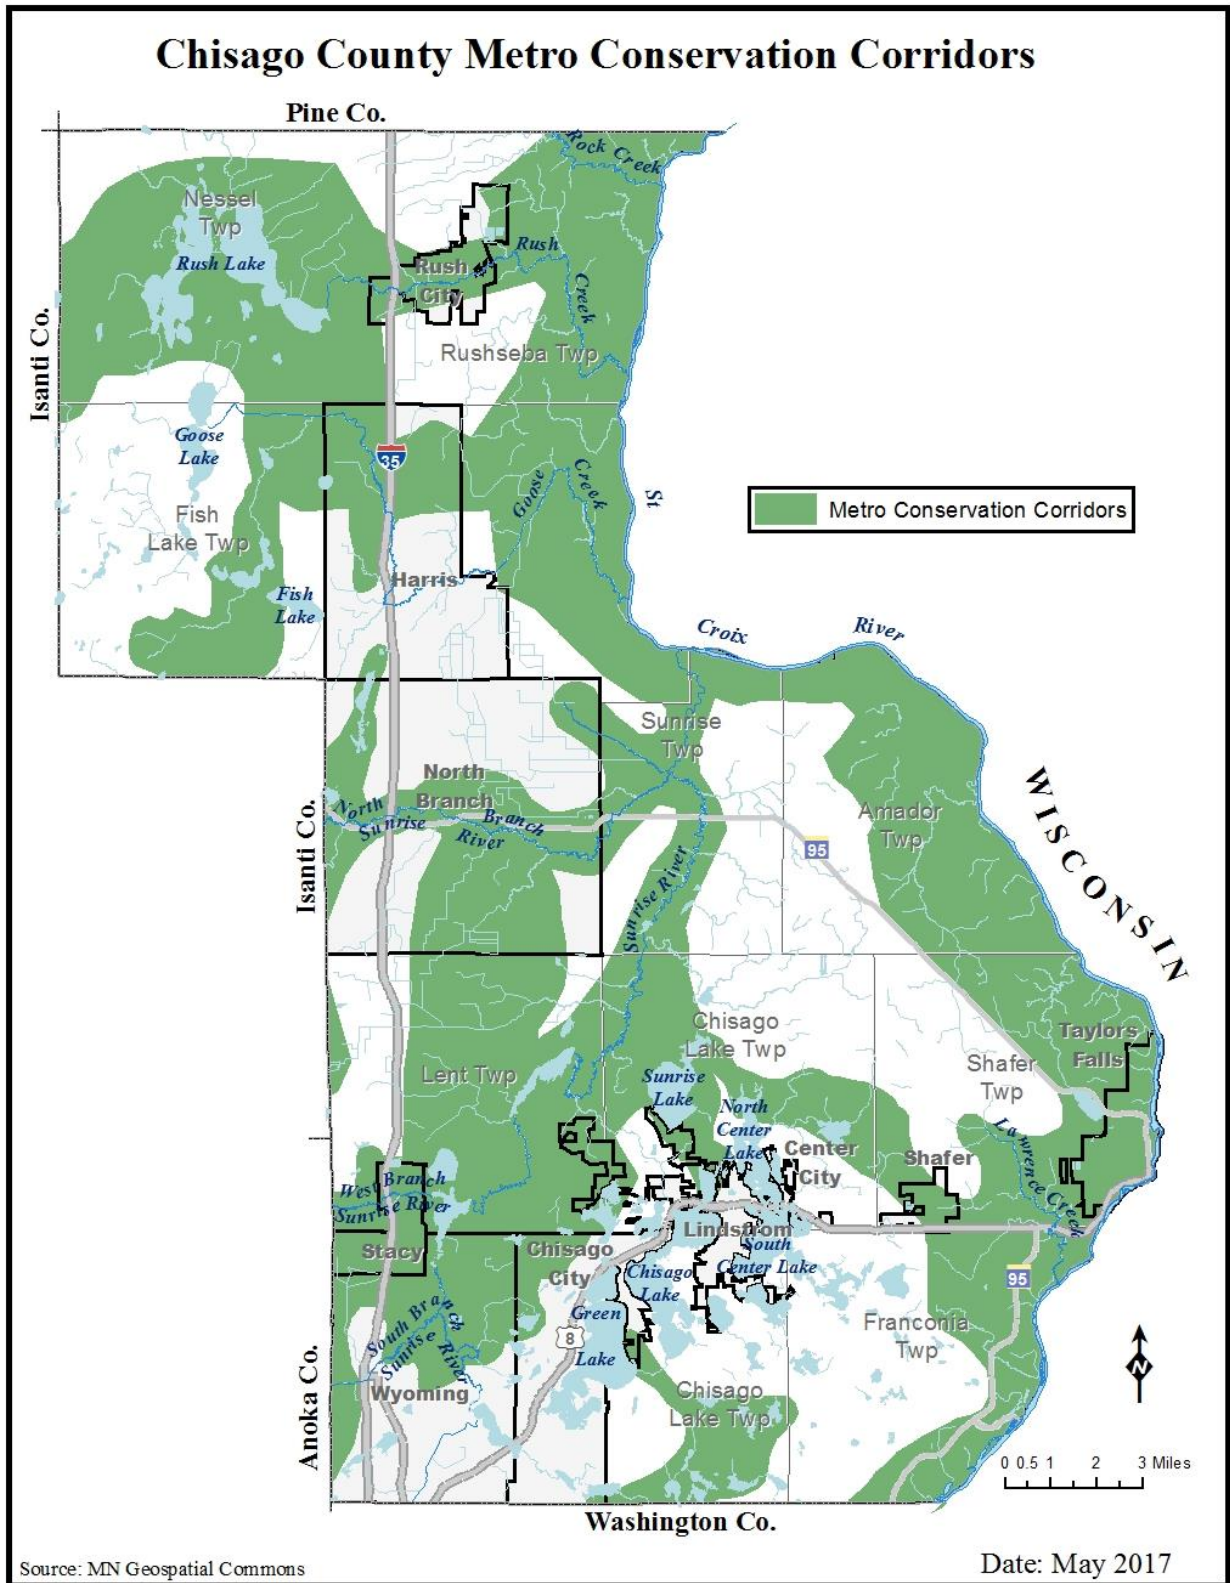 Chisago County Metro Conservation Corridors
Pine Co.
Rock Creek
Nessel
Twp
Rush Lake
Rush
Creek
Rush
City
Isanti Co.
Rushseba Twp
Goose
Lake
35
Goose
Creek
St
Metro Conservation Corridors
Fish
Lake Twp
Harris
Fish
Lake
Croix
River
Sunrise
Twp
North
Branch
WISCONSIN
Isanti Co.
North
Branch
Sunrise
River
Amador
Twp
95
Sunrise River
Chisago
Lake Twp
Taylors
Falls
Shafer
Twp
Lent Twp
Sunrise
Lake
North
Center
Lake
Center
City
Shafer
Lawrence Creek
West Branch
Sunrise River
Stacy
Lindstrom
Chisago
City
South
Center Lake
Chisago
Lake
95
Green
Lake
8
South Branch
Sunrise
River
Franconia
Twp
N
Anoka Co.
Wyoming
Chisago
Lake Twp
0 0.5 1 2 3 Miles
Washington Co.
Source: MN Geospatial Commons
Date: May 2017